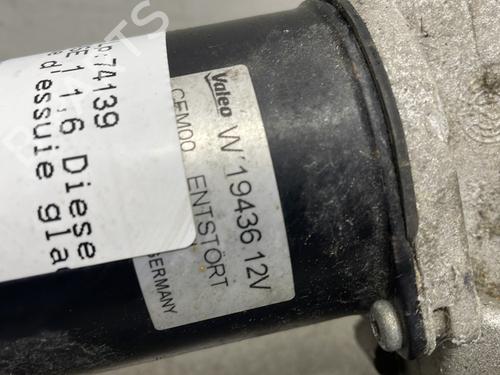 74139
1,6 Diese
d'essuie gla
Valeo W 19436 12V
CEM00 ENTSTÖRT
GERMANY